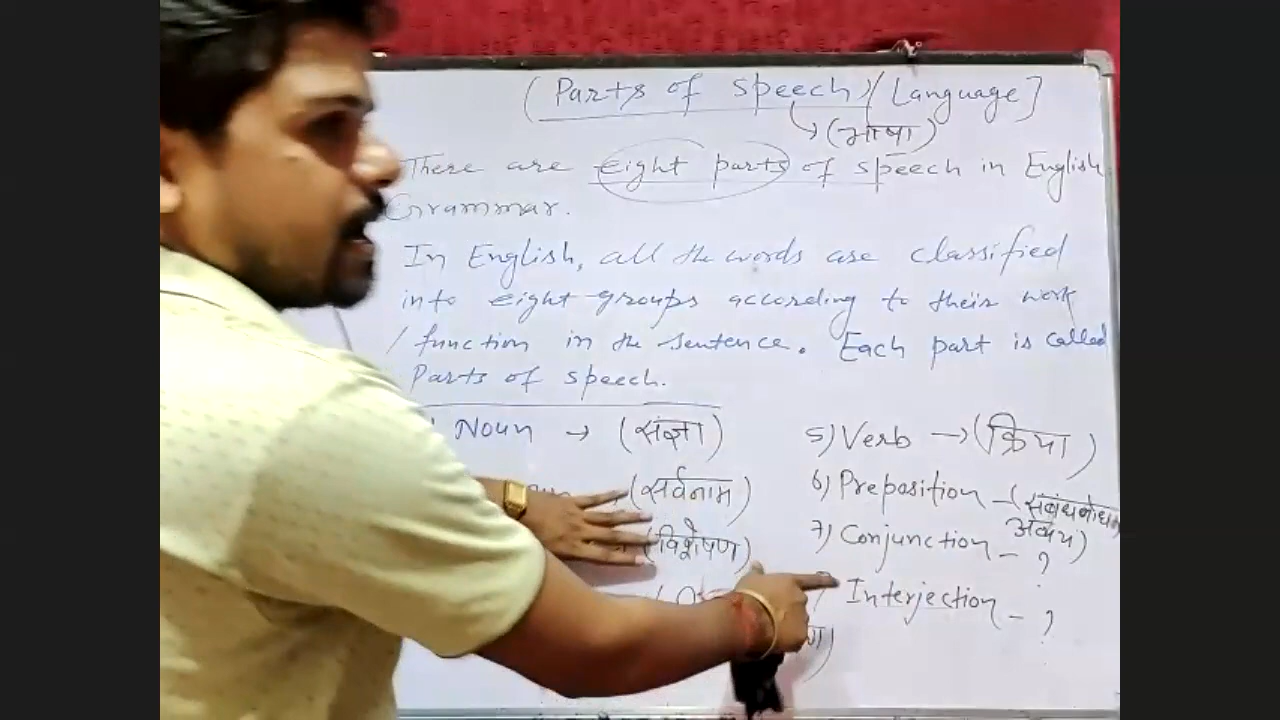 (Parts of speech)/Language]
(भाषा)
There are eight parts of speech in English
Grammar.
In English, all the words are classified
into eight groups according to their work
/function in the sentence. Each part is called
Parts of speech.
Noun → (संज्ञा)
(सर्वनाम)
(विशेषण)
5) Verb → (क्रिया)
6) Preposition - (संबंधबोधक
अव्यय)
7) Conjunction - ?
Interjection - ?